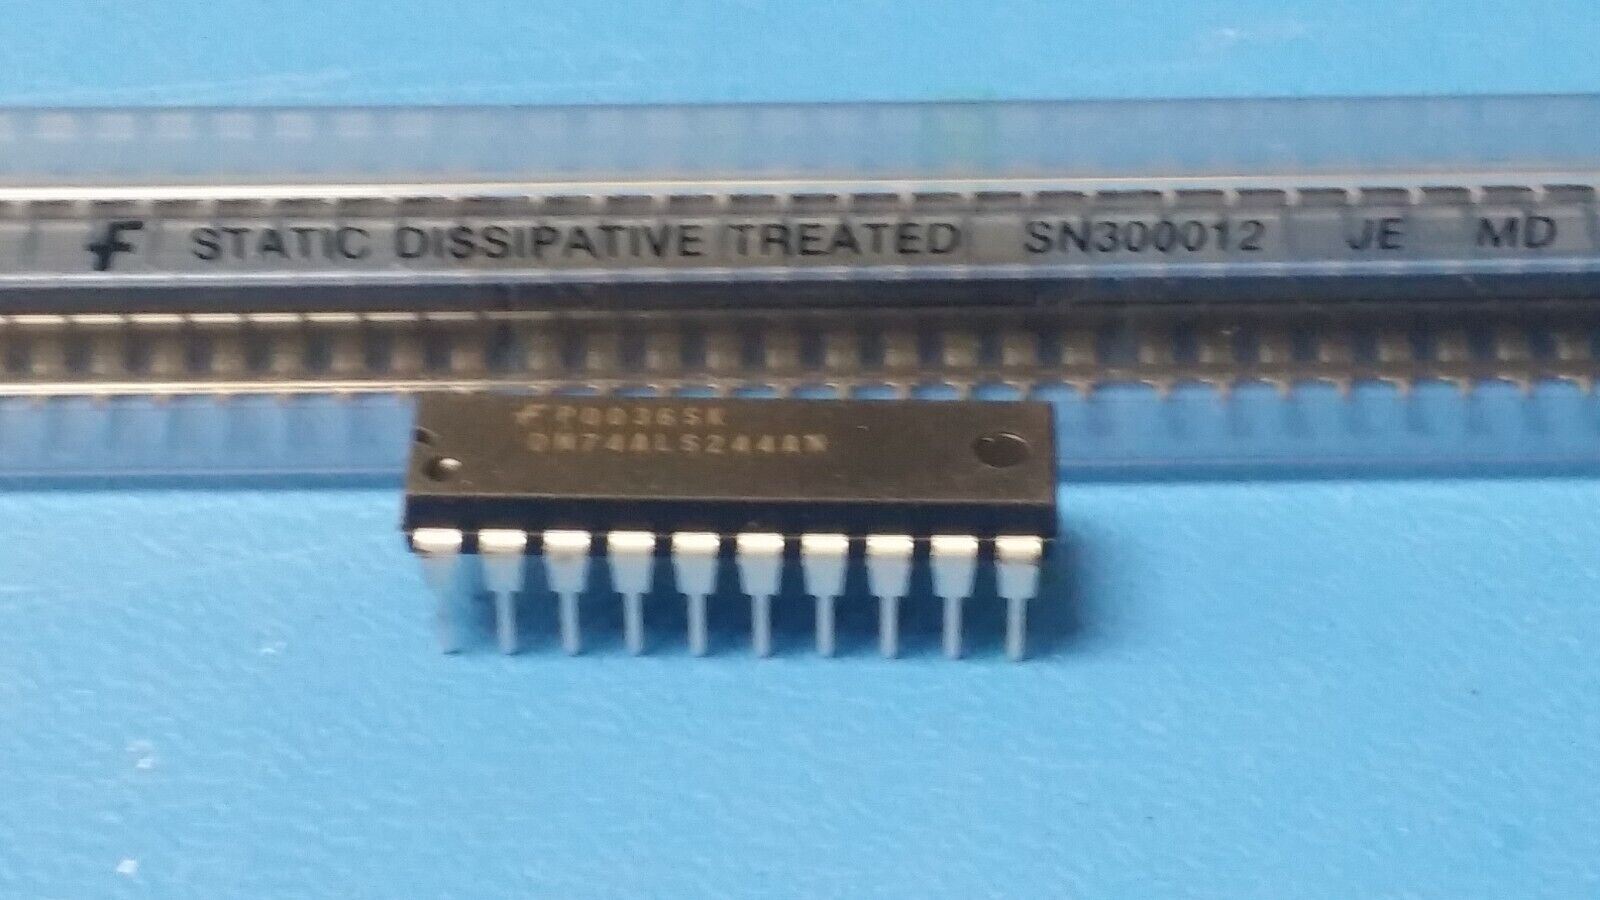 STATIC DISSIPATIVE TREATED SN300012 JE MD
P0036SK
DM74ALS244AN